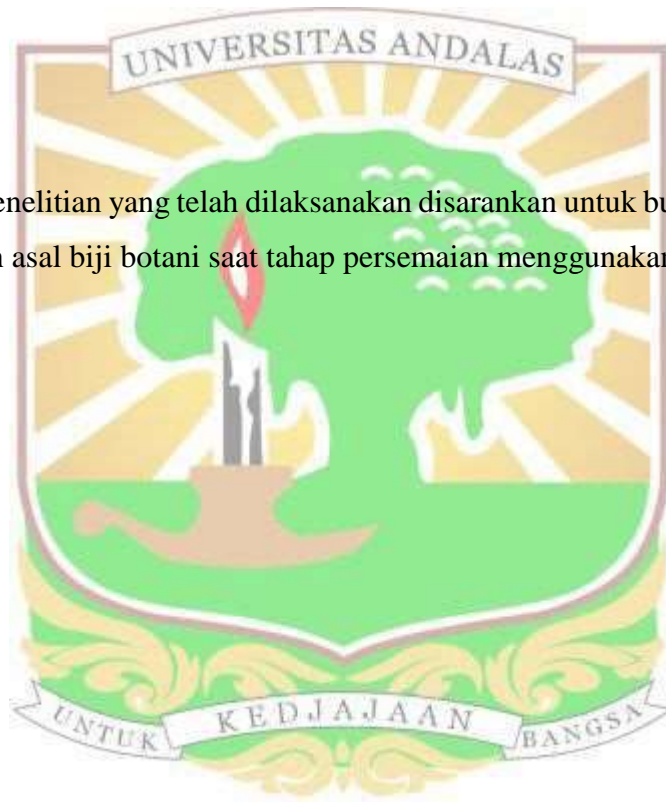 UNIVERSITAS ANDALAS
enelitian yang telah dilaksanakan disarankan untuk bu
asal biji botani saat tahap persemaian menggunakan
UNTUK KEDJAJAAN BANGSA